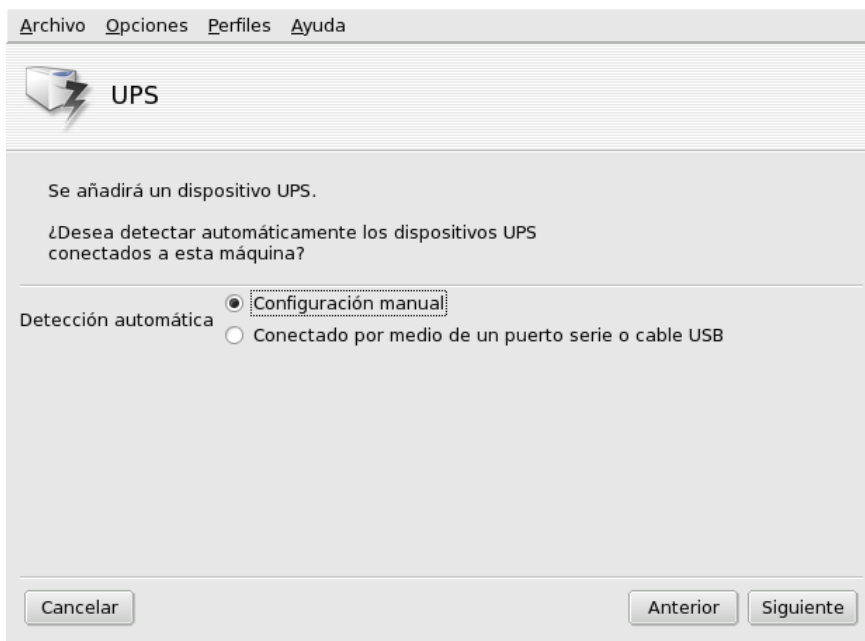 Archivo Opciones Perfiles Ayuda
UPS
Se añadirá un dispositivo UPS.
¿Desea detectar automáticamente los dispositivos UPS
conectados a esta máquina?
Detección automática
Configuración manual
Conectado por medio de un puerto serie o cable USB
Cancelar Anterior Siguiente